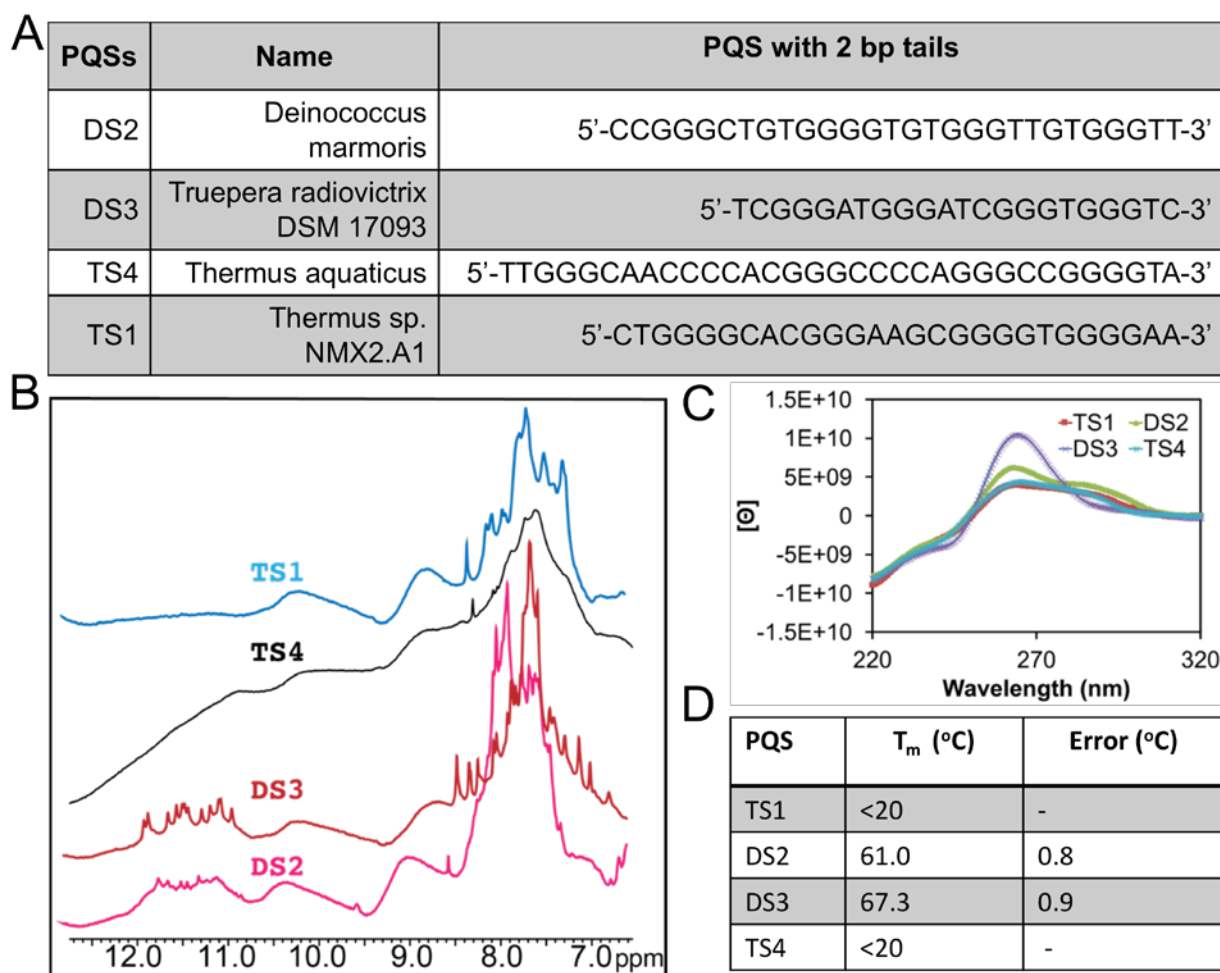 A
PQSs Name PQS with 2 bp tails
DS2 Deinococcus marmoris 5’-CCGGGCTGTGGGGTGTGGGTTGTGGGTT-3’
DS3 Truepera radiovictrix DSM 17093 5’-TCGGGATGGGATCGGGTGGGTC-3’
TS4 Thermus aquaticus 5’-TTGGGCAACCCCACGGGCCCCAGGGCCGGGGTA-3’
TS1 Thermus sp. NMX2.A1 5’-CTGGGGCACGGGAAGCGGGGTGGGGAA-3’
B
TS1
TS4
DS3
DS2
12.0 11.0 10.0 9.0 8.0 7.0 ppm
C
1.5E+10
1E+10
5E+09
0
-5E+09
-1E+10
-1.5E+10
[Θ]
TS1 DS2
DS3 TS4
220 270 320
Wavelength (nm)
D
PQS Tm (oC) Error (oC)
TS1 <20 -
DS2 61.0 0.8
DS3 67.3 0.9
TS4 <20 -